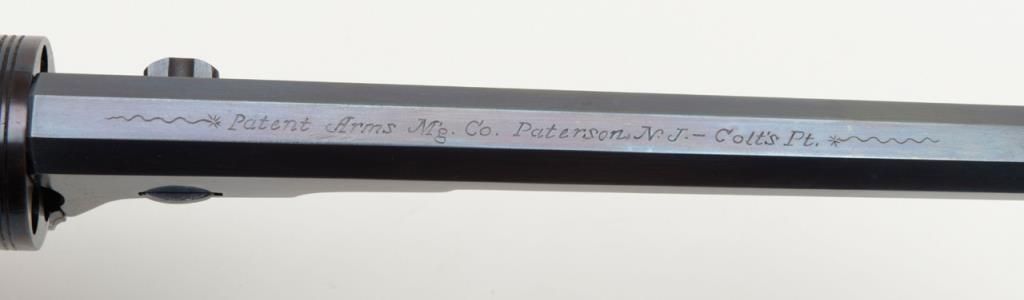 Patent Arms M'g. Co. Paterson, N. J. - Colt's Pt.